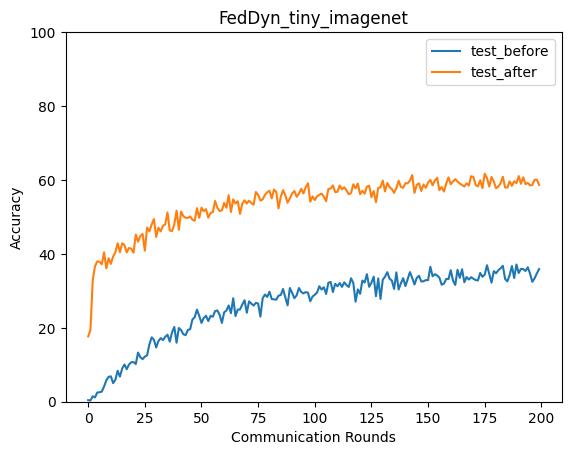 FedDyn_tiny_imagenet
100
80
60
40
20
0
Accuracy
test_before
test_after
0 25 50 75 100 125 150 175 200
Communication Rounds